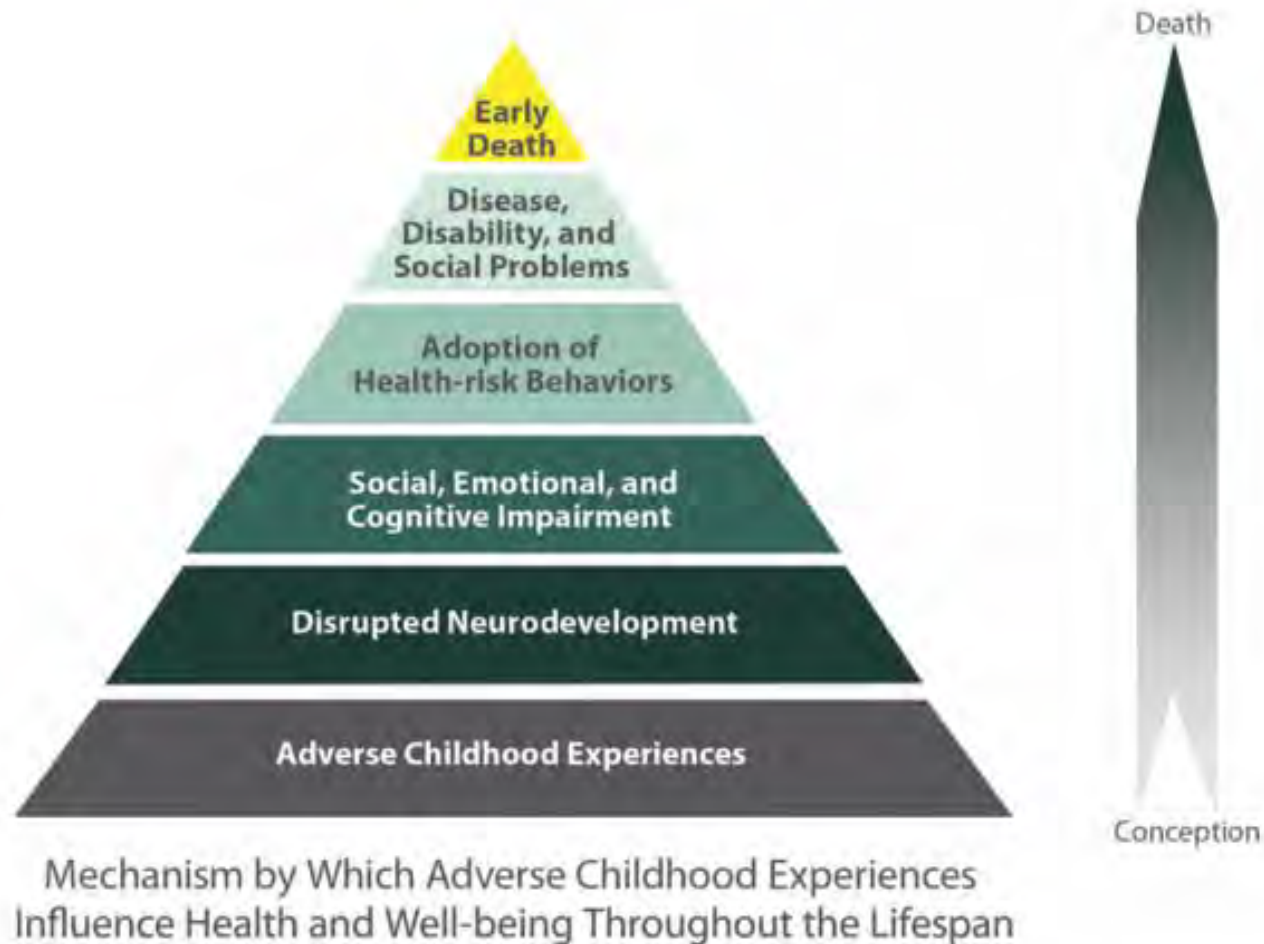 Death
Early
Death
Disease,
Disability, and
Social Problems
Adoption of
Health-risk Behaviors
Social, Emotional, and
Cognitive Impairment
Disrupted Neurodevelopment
Adverse Childhood Experiences
Conception
Mechanism by Which Adverse Childhood Experiences
Influence Health and Well-being Throughout the Lifespan